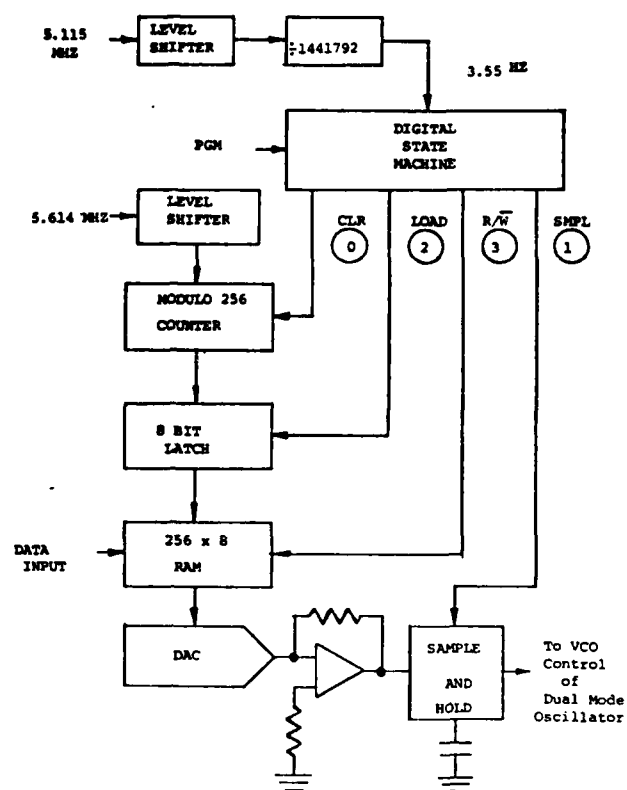 5.115
MHZ
LEVEL
SHIFTER
÷1441792
3.55 HZ
DIGITAL
STATE
MACHINE
PGM
5.614 MHZ
LEVEL
SHIFTER
CLR
0
LOAD
2
R/W̅
3
SMPL
1
MODULO 256
COUNTER
8 BIT
LATCH
DATA
INPUT
256 x 8
RAM
DAC
SAMPLE
AND
HOLD
To VCO
Control
of
Dual Mode
Oscillator